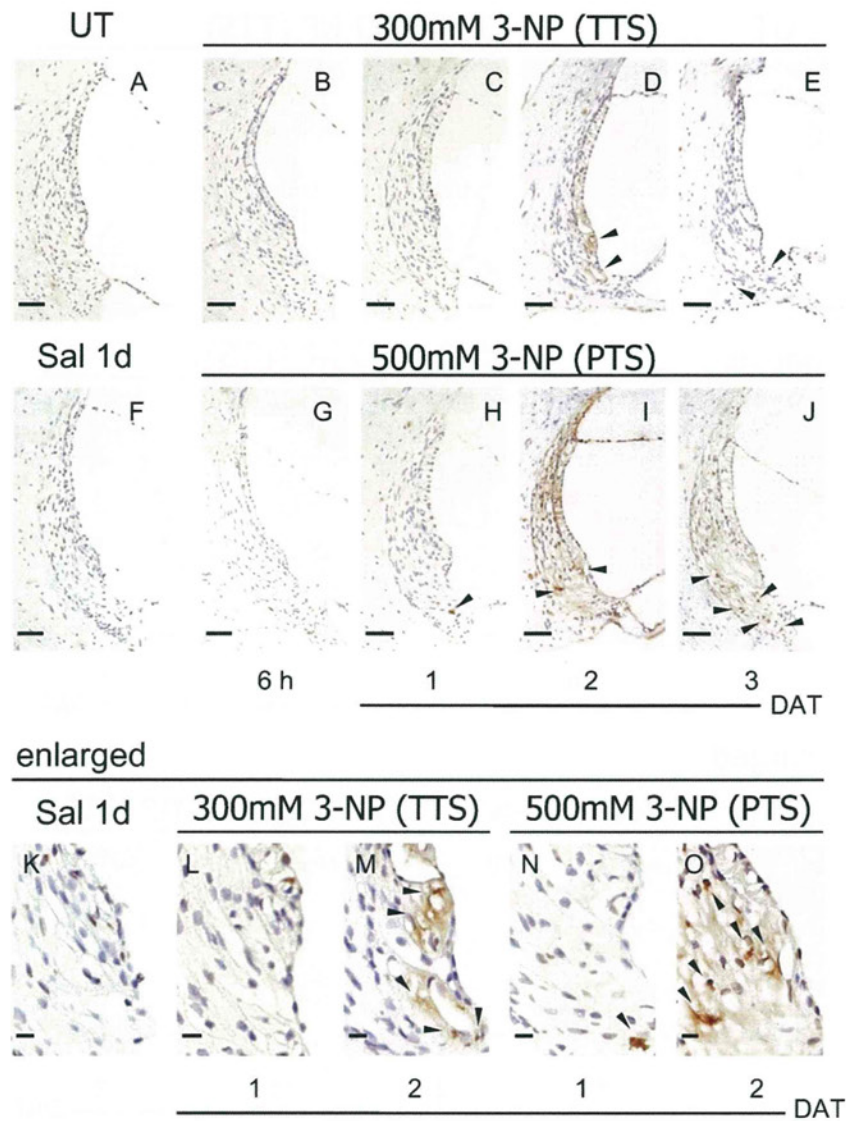 UT 300mM 3-NP (TTS)
A B C D E
Sal 1d 500mM 3-NP (PTS)
F G H I J
6 h 1 2 3
DAT
enlarged
Sal 1d 300mM 3-NP (TTS) 500mM 3-NP (PTS)
K L M N O
1 2 1 2
DAT